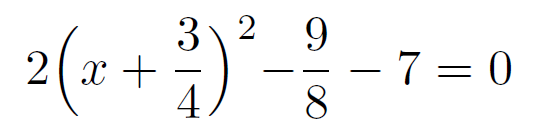 2(x + 3/4)² − 9/8 − 7 = 0